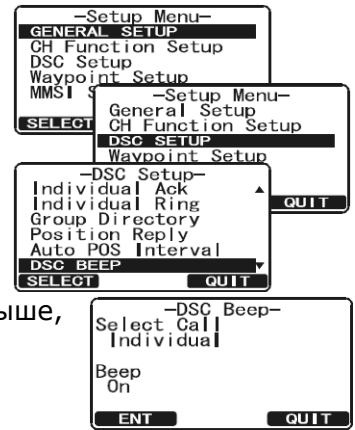 –Setup Menu–
GENERAL SETUP
CH Function Setup
DSC Setup
Waypoint Setup
MMSI S
SELECT
–Setup Menu–
General Setup
CH Function Setup
DSC SETUP
Waypoint Setup
QUIT
–DSC Setup–
Individual Ack
Individual Ring
Group Directory
Position Reply
Auto POS Interval
DSC BEEP
SELECT QUIT
ыше,
–DSC Beep–
Select Call
Individual
Beep
On
ENT QUIT